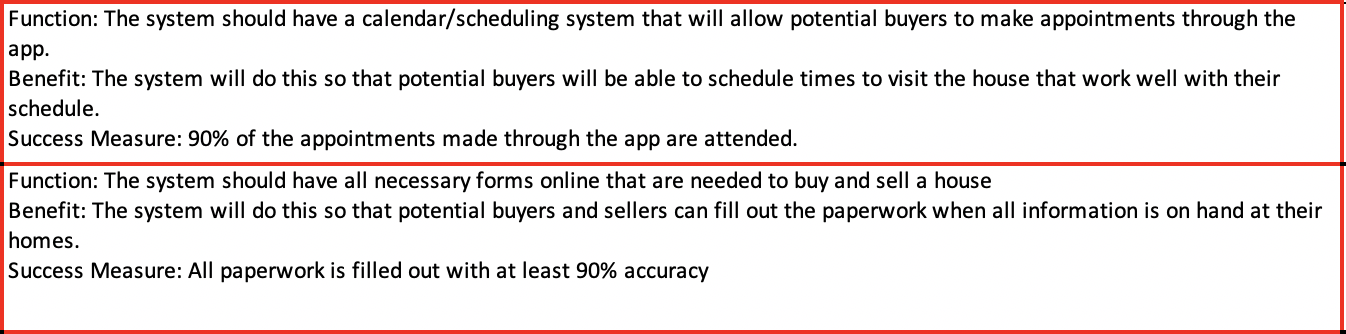 Function: The system should have a calendar/scheduling system that will allow potential buyers to make appointments through the
app.
Benefit: The system will do this so that potential buyers will be able to schedule times to visit the house that work well with their
schedule.
Success Measure: 90% of the appointments made through the app are attended.
Function: The system should have all necessary forms online that are needed to buy and sell a house
Benefit: The system will do this so that potential buyers and sellers can fill out the paperwork when all information is on hand at their
homes.
Success Measure: All paperwork is filled out with at least 90% accuracy